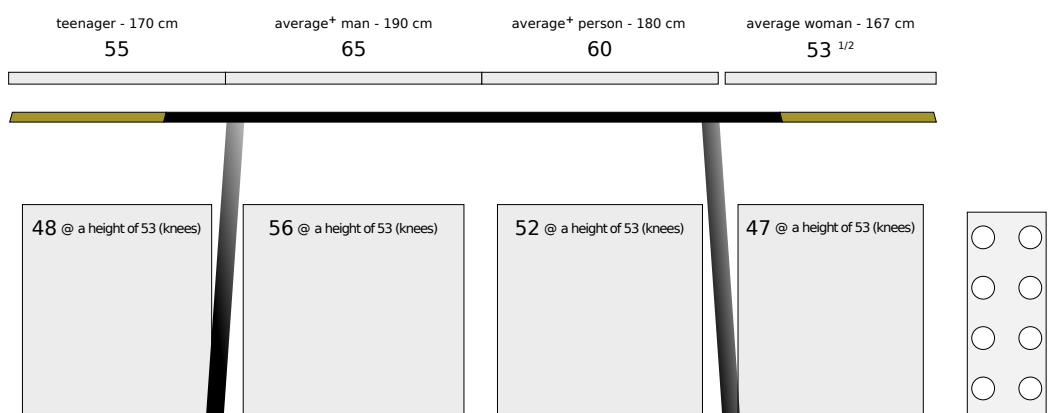 teenager - 170 cm
55
average⁺ man - 190 cm
65
average⁺ person - 180 cm
60
average woman - 167 cm
53 ¹/²
48 @ a height of 53 (knees)
56 @ a height of 53 (knees)
52 @ a height of 53 (knees)
47 @ a height of 53 (knees)